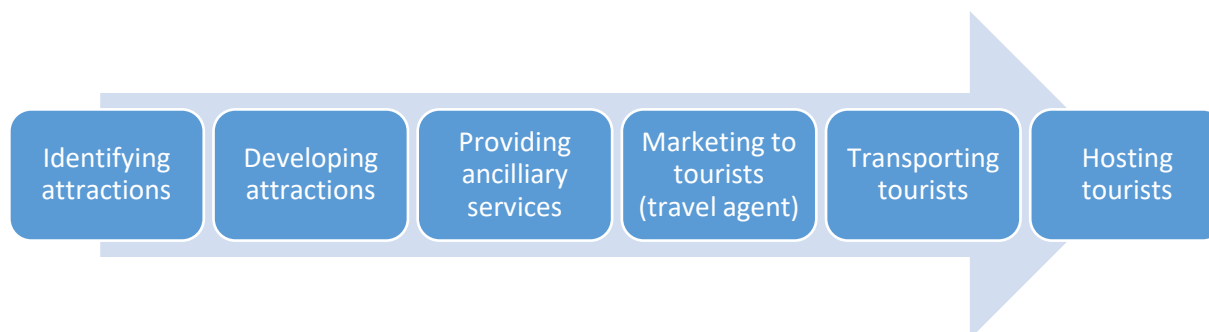 Identifying
attractions
Developing
attractions
Providing
ancilliary
services
Marketing to
tourists
(travel agent)
Transporting
tourists
Hosting
tourists